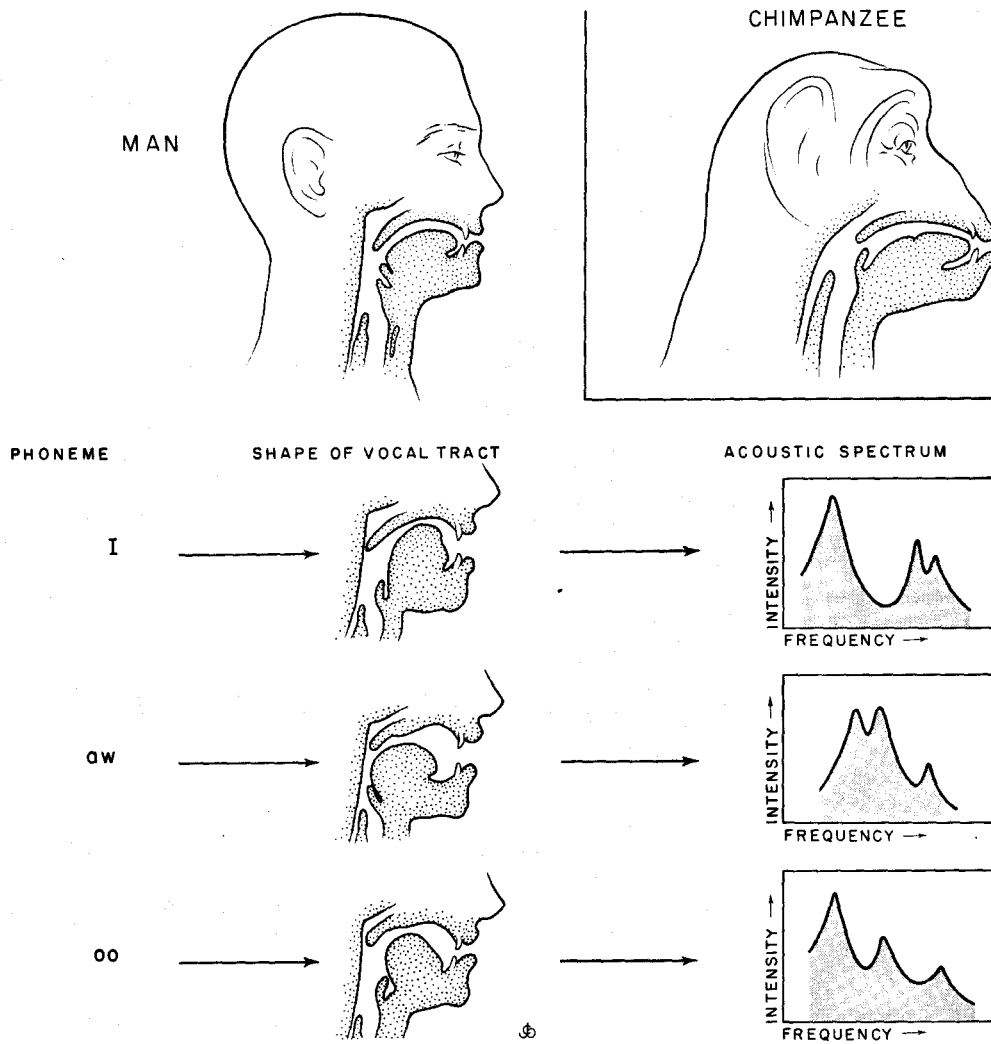 CHIMPANZEE
MAN
PHONEME SHAPE OF VOCAL TRACT ACOUSTIC SPECTRUM
I
INTENSITY →
FREQUENCY →
aw
INTENSITY →
FREQUENCY →
oo
INTENSITY →
FREQUENCY →